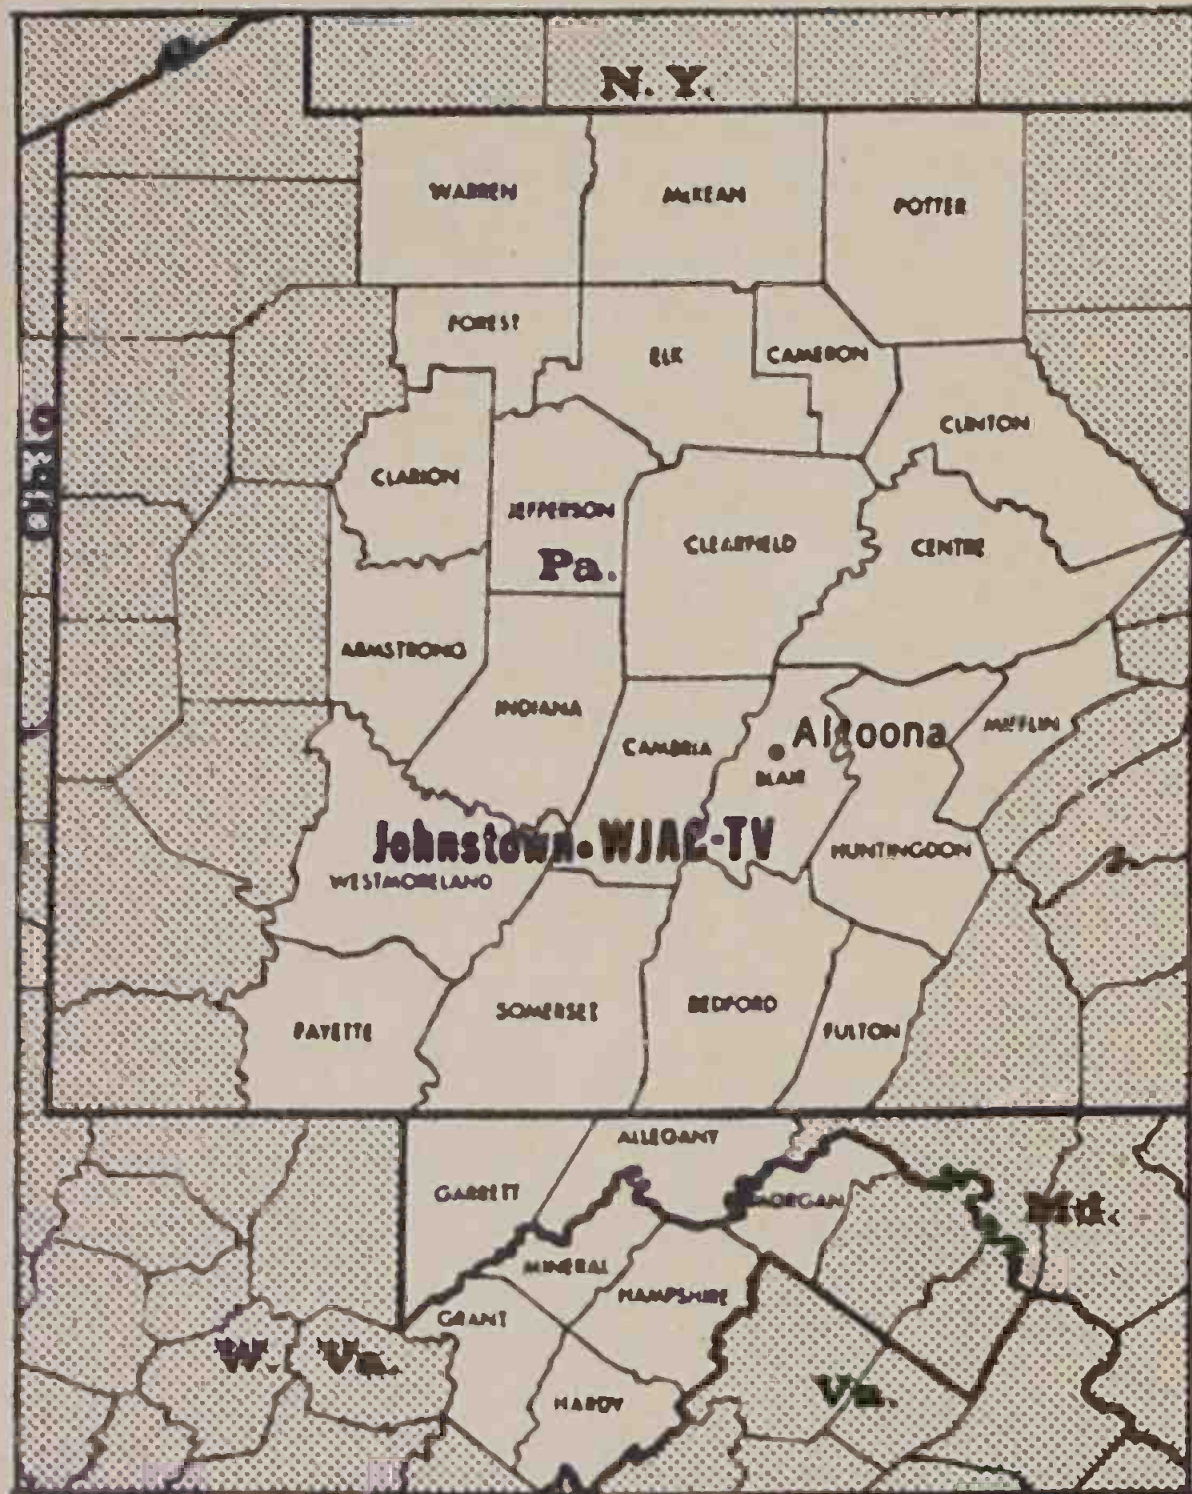 N. Y.
WARREN
McKEAN
POTTER
FOREST
ELK
CAMERON
Ohio
CLINTON
CLARION
JEFFERSON
CLEARFIELD
CENTRE
Pa.
ARMSTRONG
INDIANA
CAMBRIA
Altoona
MIFFLIN
BLAIR
Johnstown • WJAC-TV
HUNTINGDON
WESTMORELAND
SOMERSET
BEDFORD
FAYETTE
FULTON
ALLEGANY
GARRETT
MORGAN
Md.
MINERAL
HAMPSHIRE
GRANT
W. Va.
Va.
HARDY